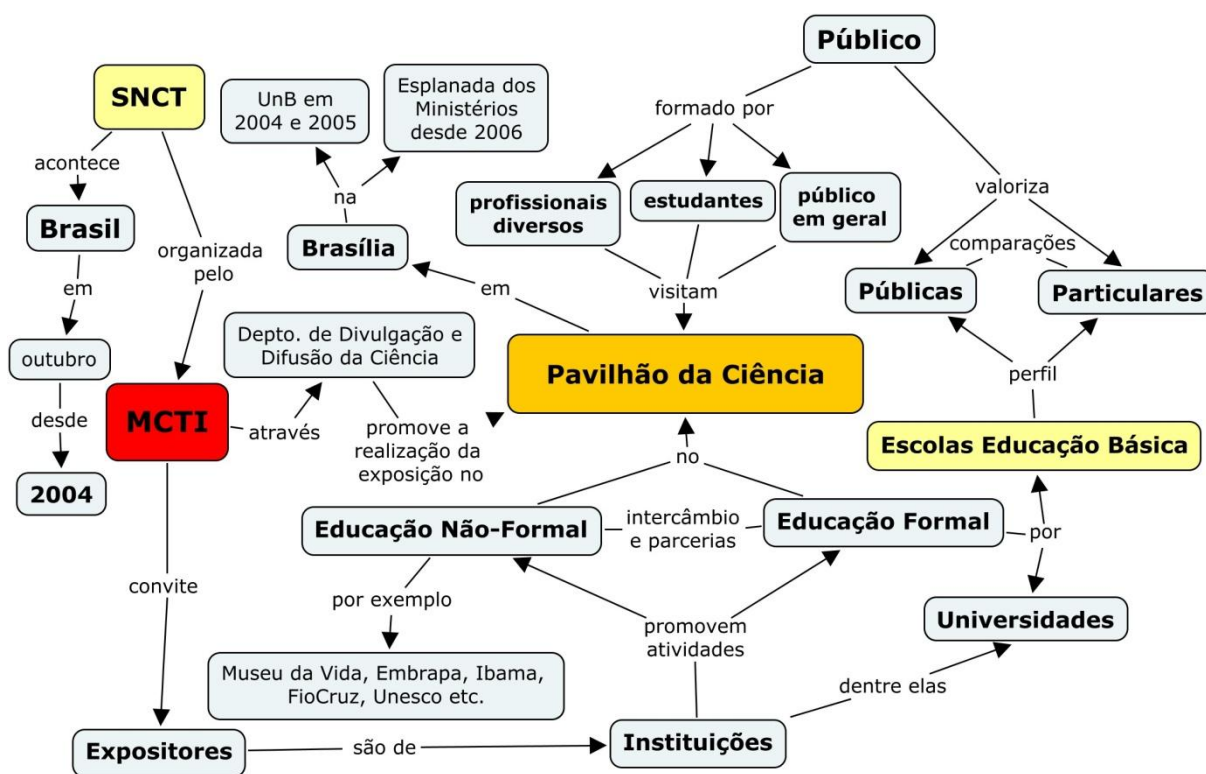 Público
SNCT
UnB em
2004 e 2005
Esplanada dos
Ministérios
desde 2006
formado por
acontece
na
profissionais
diversos
estudantes
público
em geral
valoriza
Brasil
organizada
pelo
Brasília
comparações
em
em
visitam
Públicas
Particulares
outubro
Depto. de Divulgação e
Difusão da Ciência
Pavilhão da Ciência
perfil
MCTI
desde
através
promove a
realização da
exposição no
Escolas Educação Básica
no
2004
Educação Não-Formal
intercâmbio
e parcerias
Educação Formal
por
convite
por exemplo
promovem
atividades
Universidades
Museu da Vida, Embrapa, Ibama,
FioCruz, Unesco etc.
dentre elas
Expositores
são de
Instituições